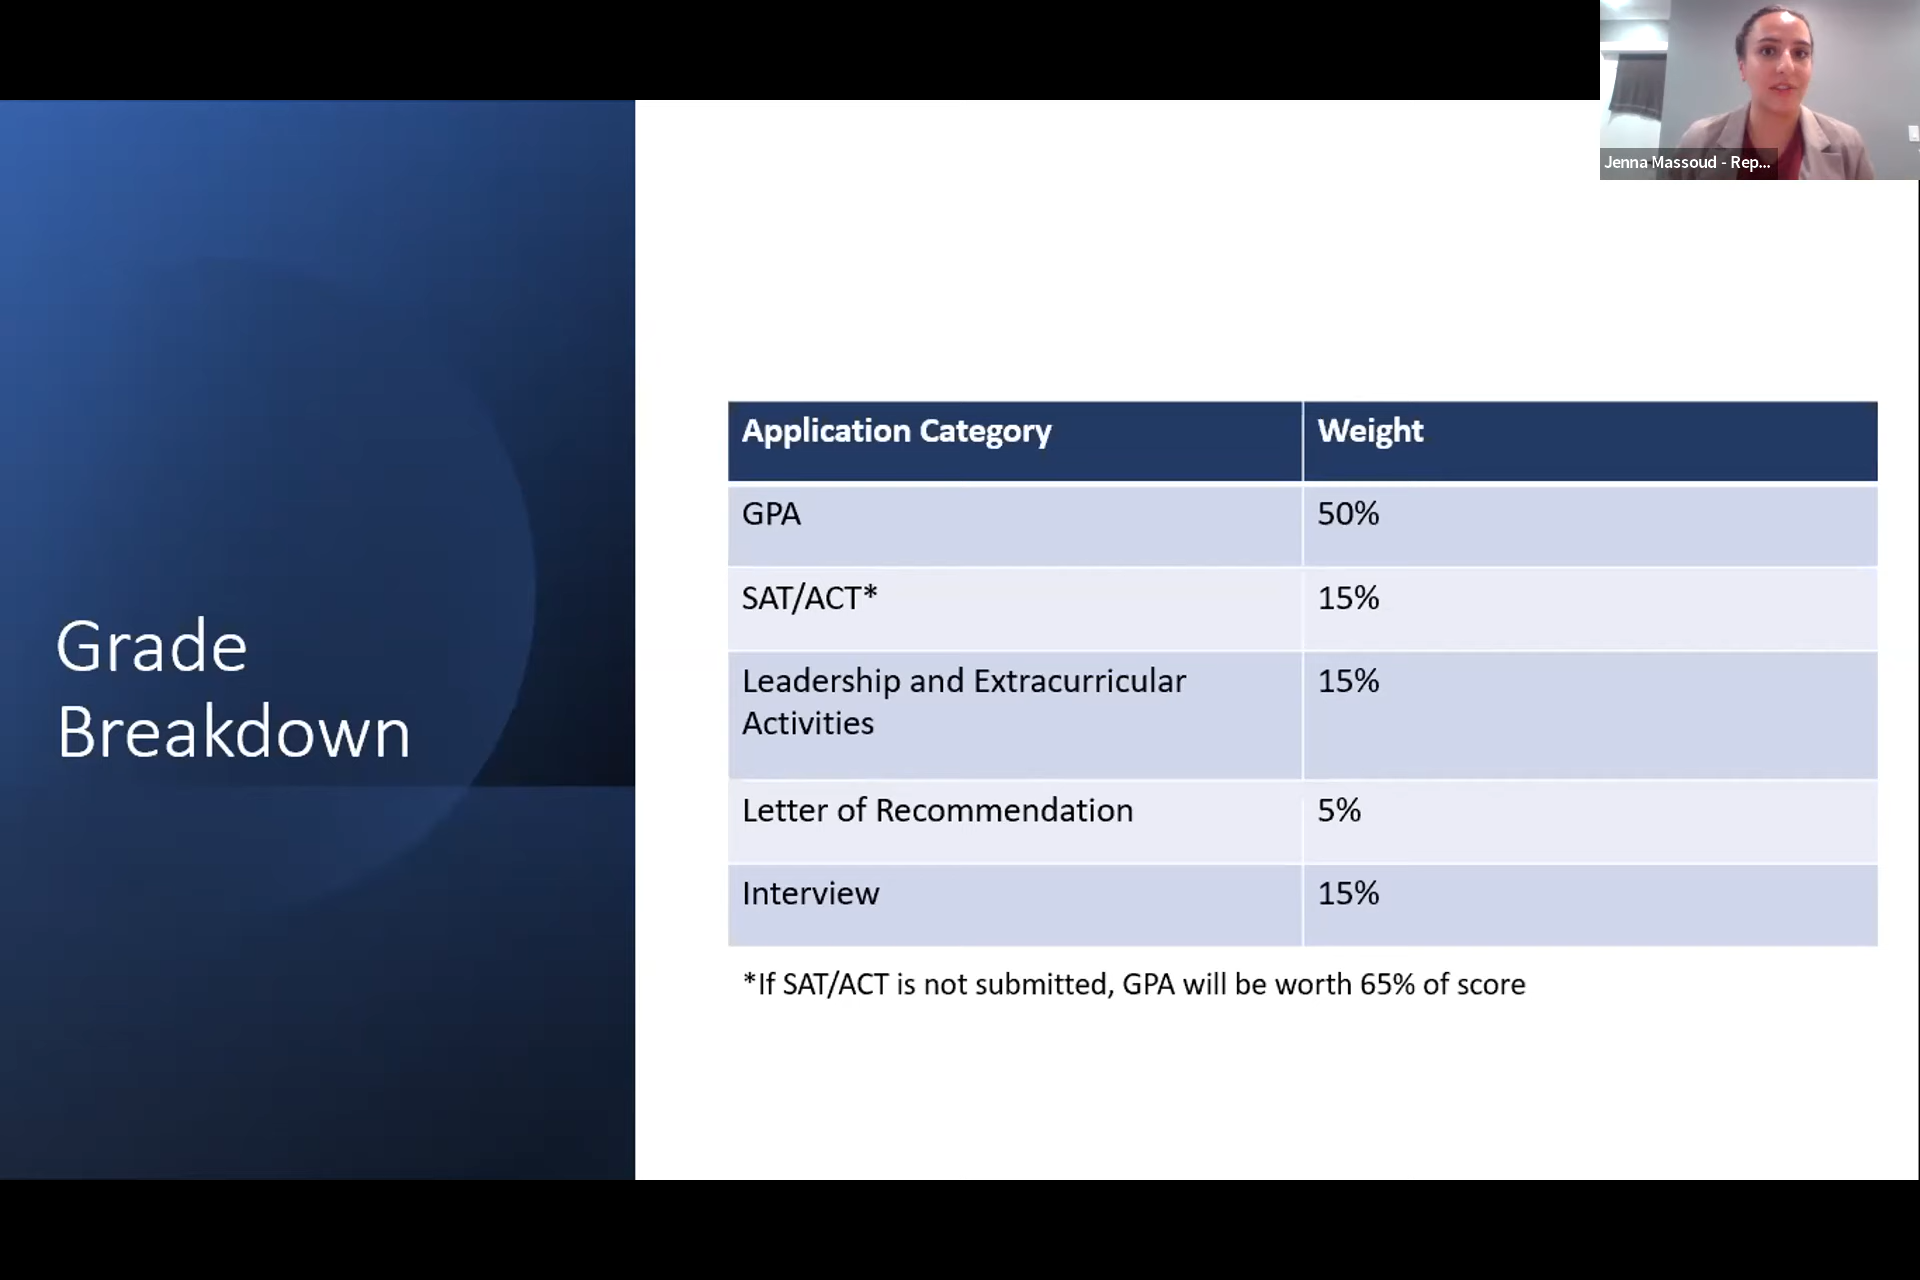 Jenna Massoud - Rep...
Grade
Breakdown
Application Category Weight
GPA 50%
SAT/ACT* 15%
Leadership and Extracurricular
Activities 15%
Letter of Recommendation 5%
Interview 15%
*If SAT/ACT is not submitted, GPA will be worth 65% of score